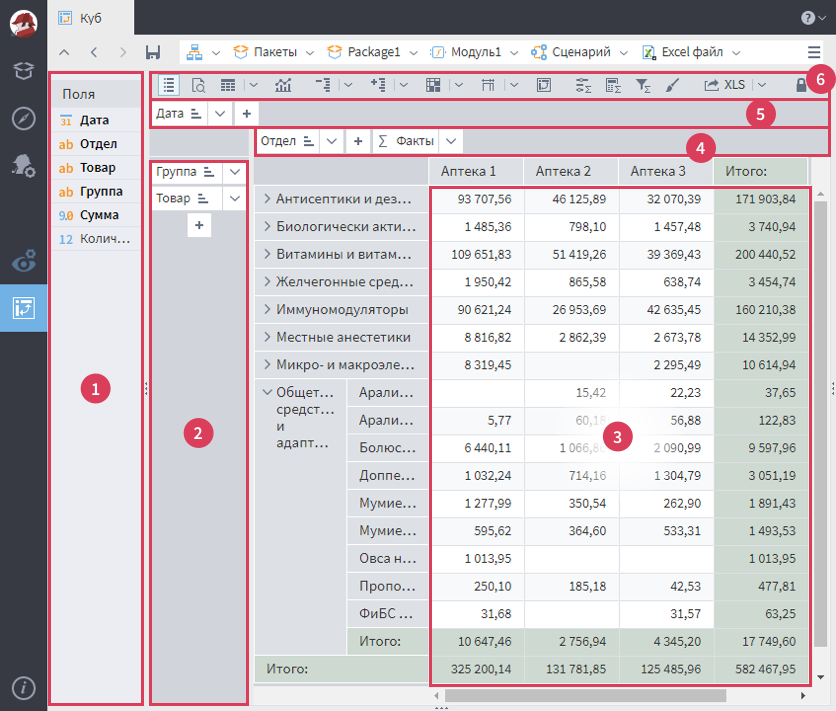 Куб
?
Пакеты Package1 Модуль1 Сценарий Excel файл
Поля
31 Дата
ab Отдел
ab Товар
ab Группа
9.0 Сумма
12 Колич...
XLS
6
Дата
5
Отдел Σ Факты
4
Группа
Товар
Аптека 1 Аптека 2 Аптека 3 Итого:
Антисептики и дез... 93 707,56 46 125,89 32 070,39 171 903,84
Биологически акти... 1 485,36 798,10 1 457,48 3 740,94
Витамины и витам... 109 651,83 51 419,26 39 369,43 200 440,52
Желчегонные сред... 1 950,42 865,58 638,74 3 454,74
Иммуномодуляторы 90 621,24 26 953,69 42 635,45 160 210,38
Местные анестетики 8 816,82 2 862,39 2 673,78 14 352,99
Микро- и макроэле... 8 319,45 2 295,49 10 614,94
Общет...
средст...
и
адапт...
Арали... 15,42 22,23 37,65
Арали... 5,77 60,18 56,88 122,83
Болюс... 6 440,11 1 066,86 2 090,99 9 597,96
Доппе... 1 032,24 714,16 1 304,79 3 051,19
Мумие... 1 277,99 350,54 262,90 1 891,43
Мумие... 595,62 364,60 533,31 1 493,53
Овса н... 1 013,95 1 013,95
Пропо... 250,10 185,18 42,53 477,81
ФиБС ... 31,68 31,57 63,25
Итого: 10 647,46 2 756,94 4 345,20 17 749,60
Итого: 325 200,14 131 781,85 125 485,96 582 467,95
1
2
3
i